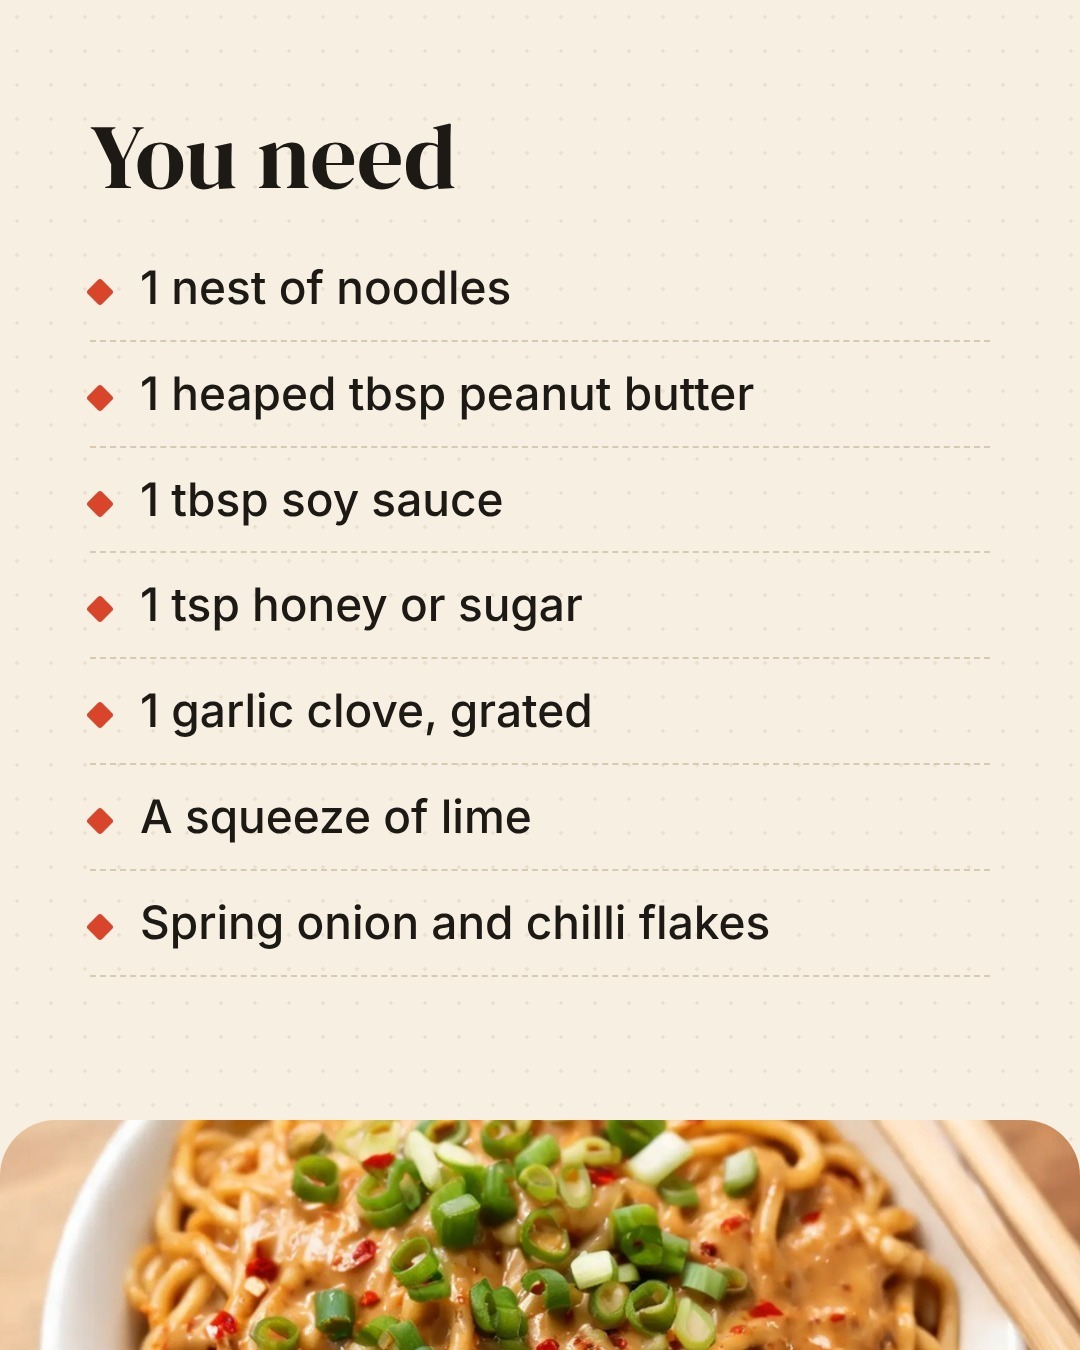 You need
1 nest of noodles
1 heaped tbsp peanut butter
1 tbsp soy sauce
1 tsp honey or sugar
1 garlic clove, grated
A squeeze of lime
Spring onion and chilli flakes